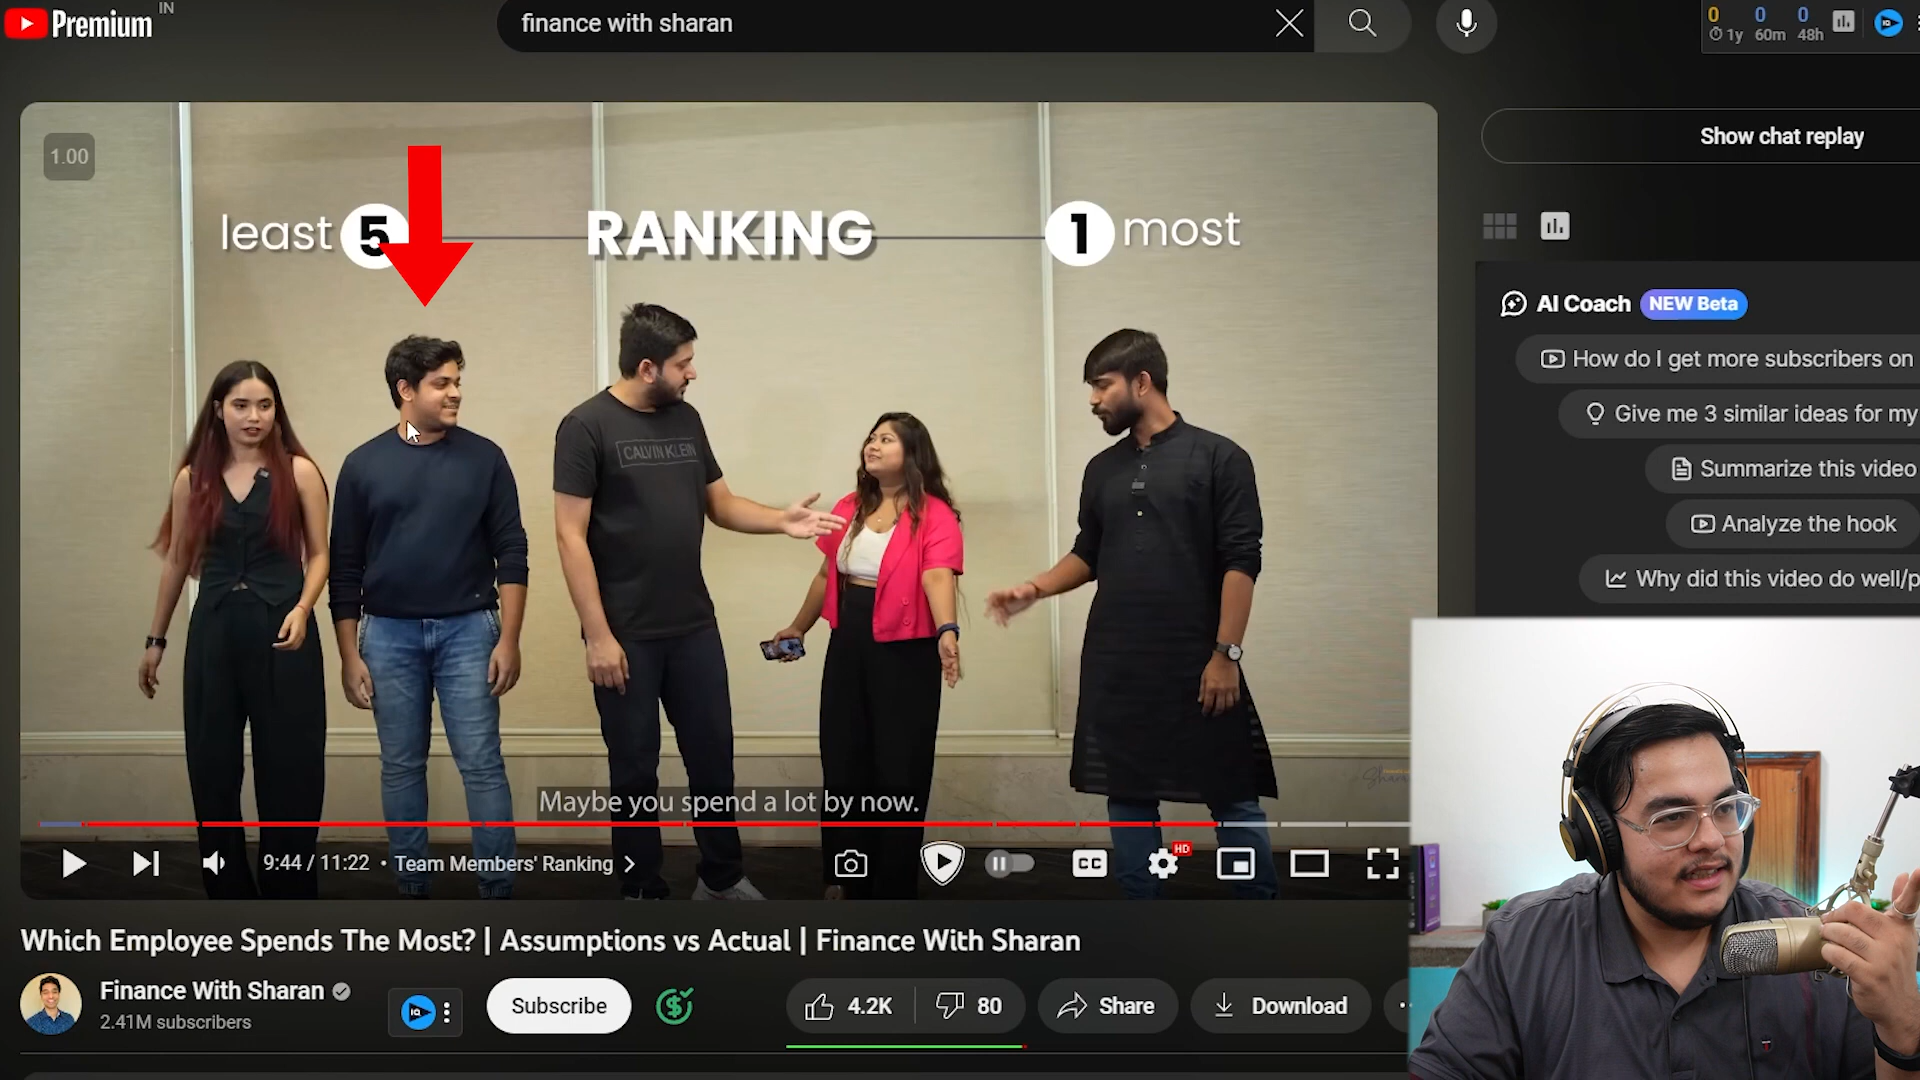 Premium IN
finance with sharan
0 0 0
1y 60m 48h
Show chat replay
1.00
least 5 RANKING 1 most
AI Coach NEW Beta
How do I get more subscribers on
Give me 3 similar ideas for my
Summarize this video
Analyze the hook
Why did this video do well/p
CALVIN KLEIN
Maybe you spend a lot by now.
9:44 / 11:22 • Team Members' Ranking
CC
HD
Which Employee Spends The Most? | Assumptions vs Actual | Finance With Sharan
Finance With Sharan
2.41M subscribers
IQ
Subscribe
4.2K
80
Share
Download